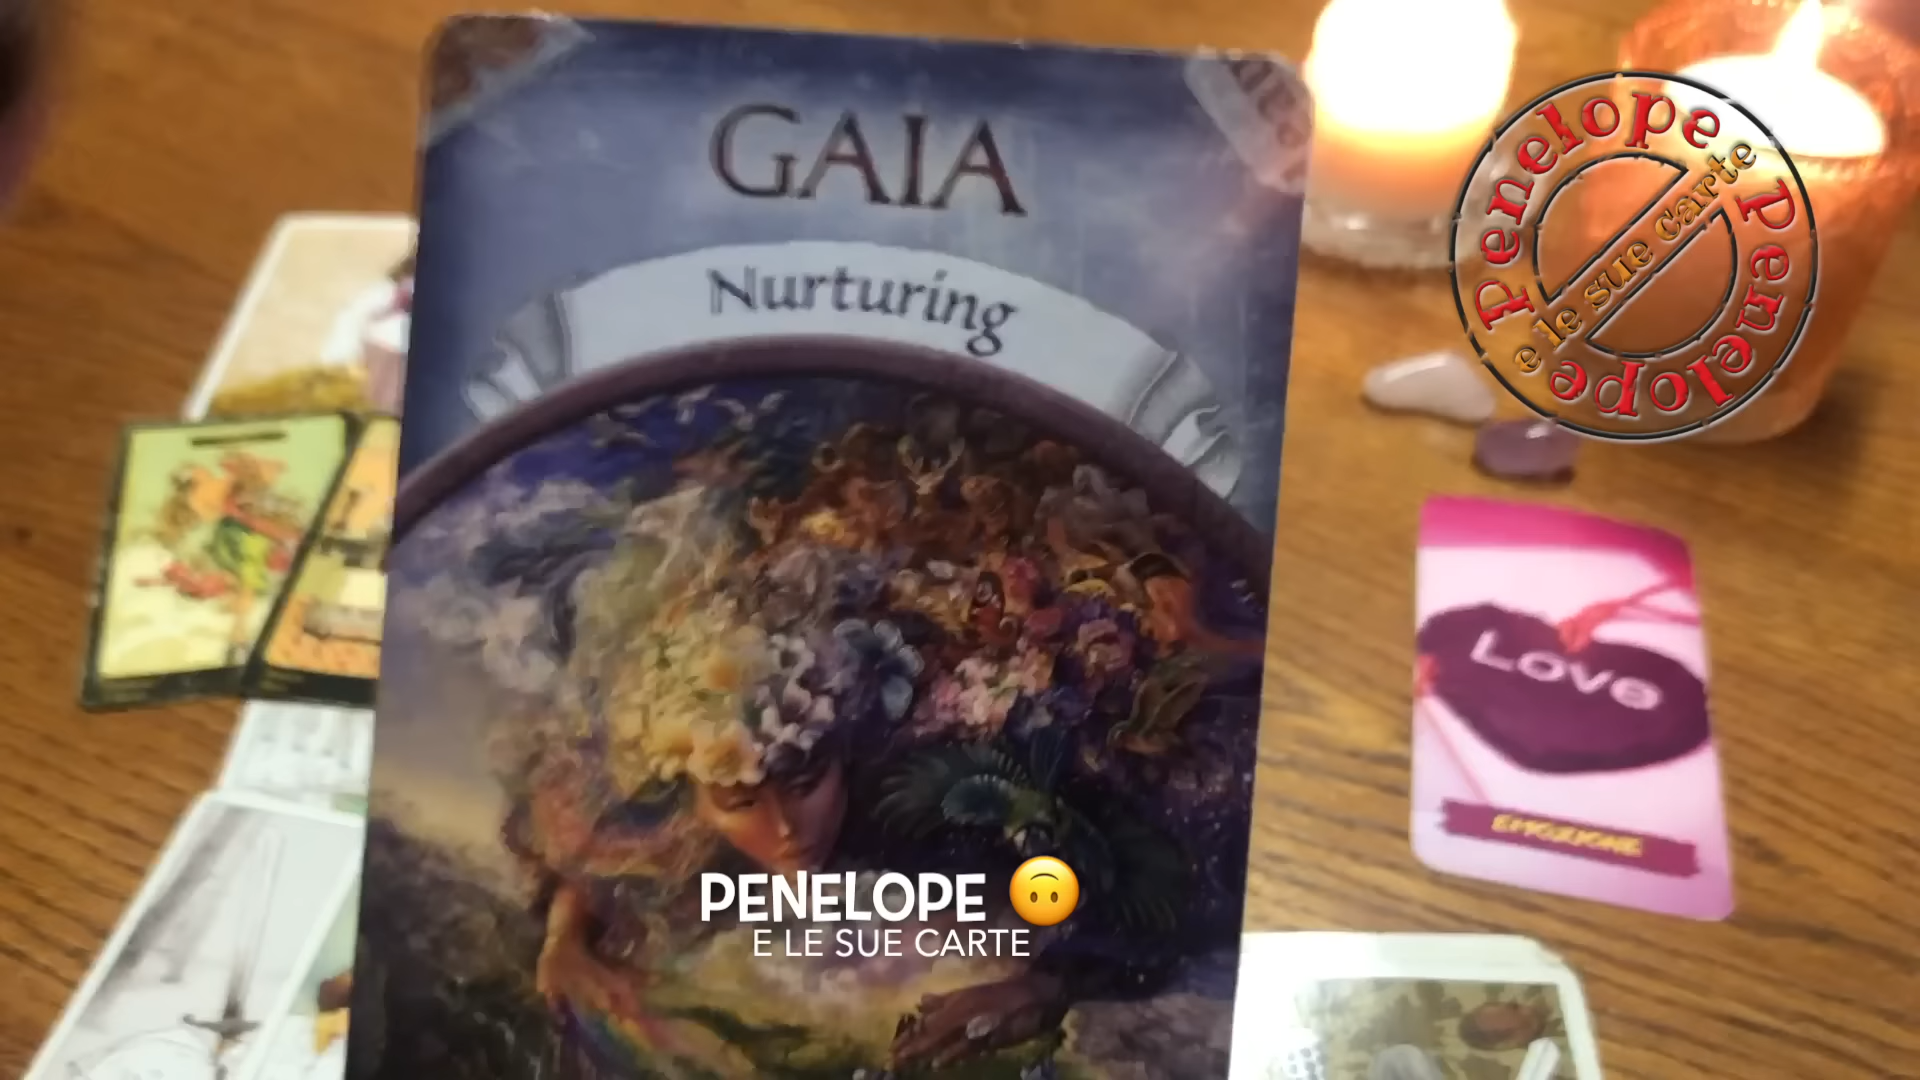 GAIA
Nurturing
Penelope
e le sue carte
Penelope
Love
EMOZIONE
PENELOPE 🙃
E LE SUE CARTE